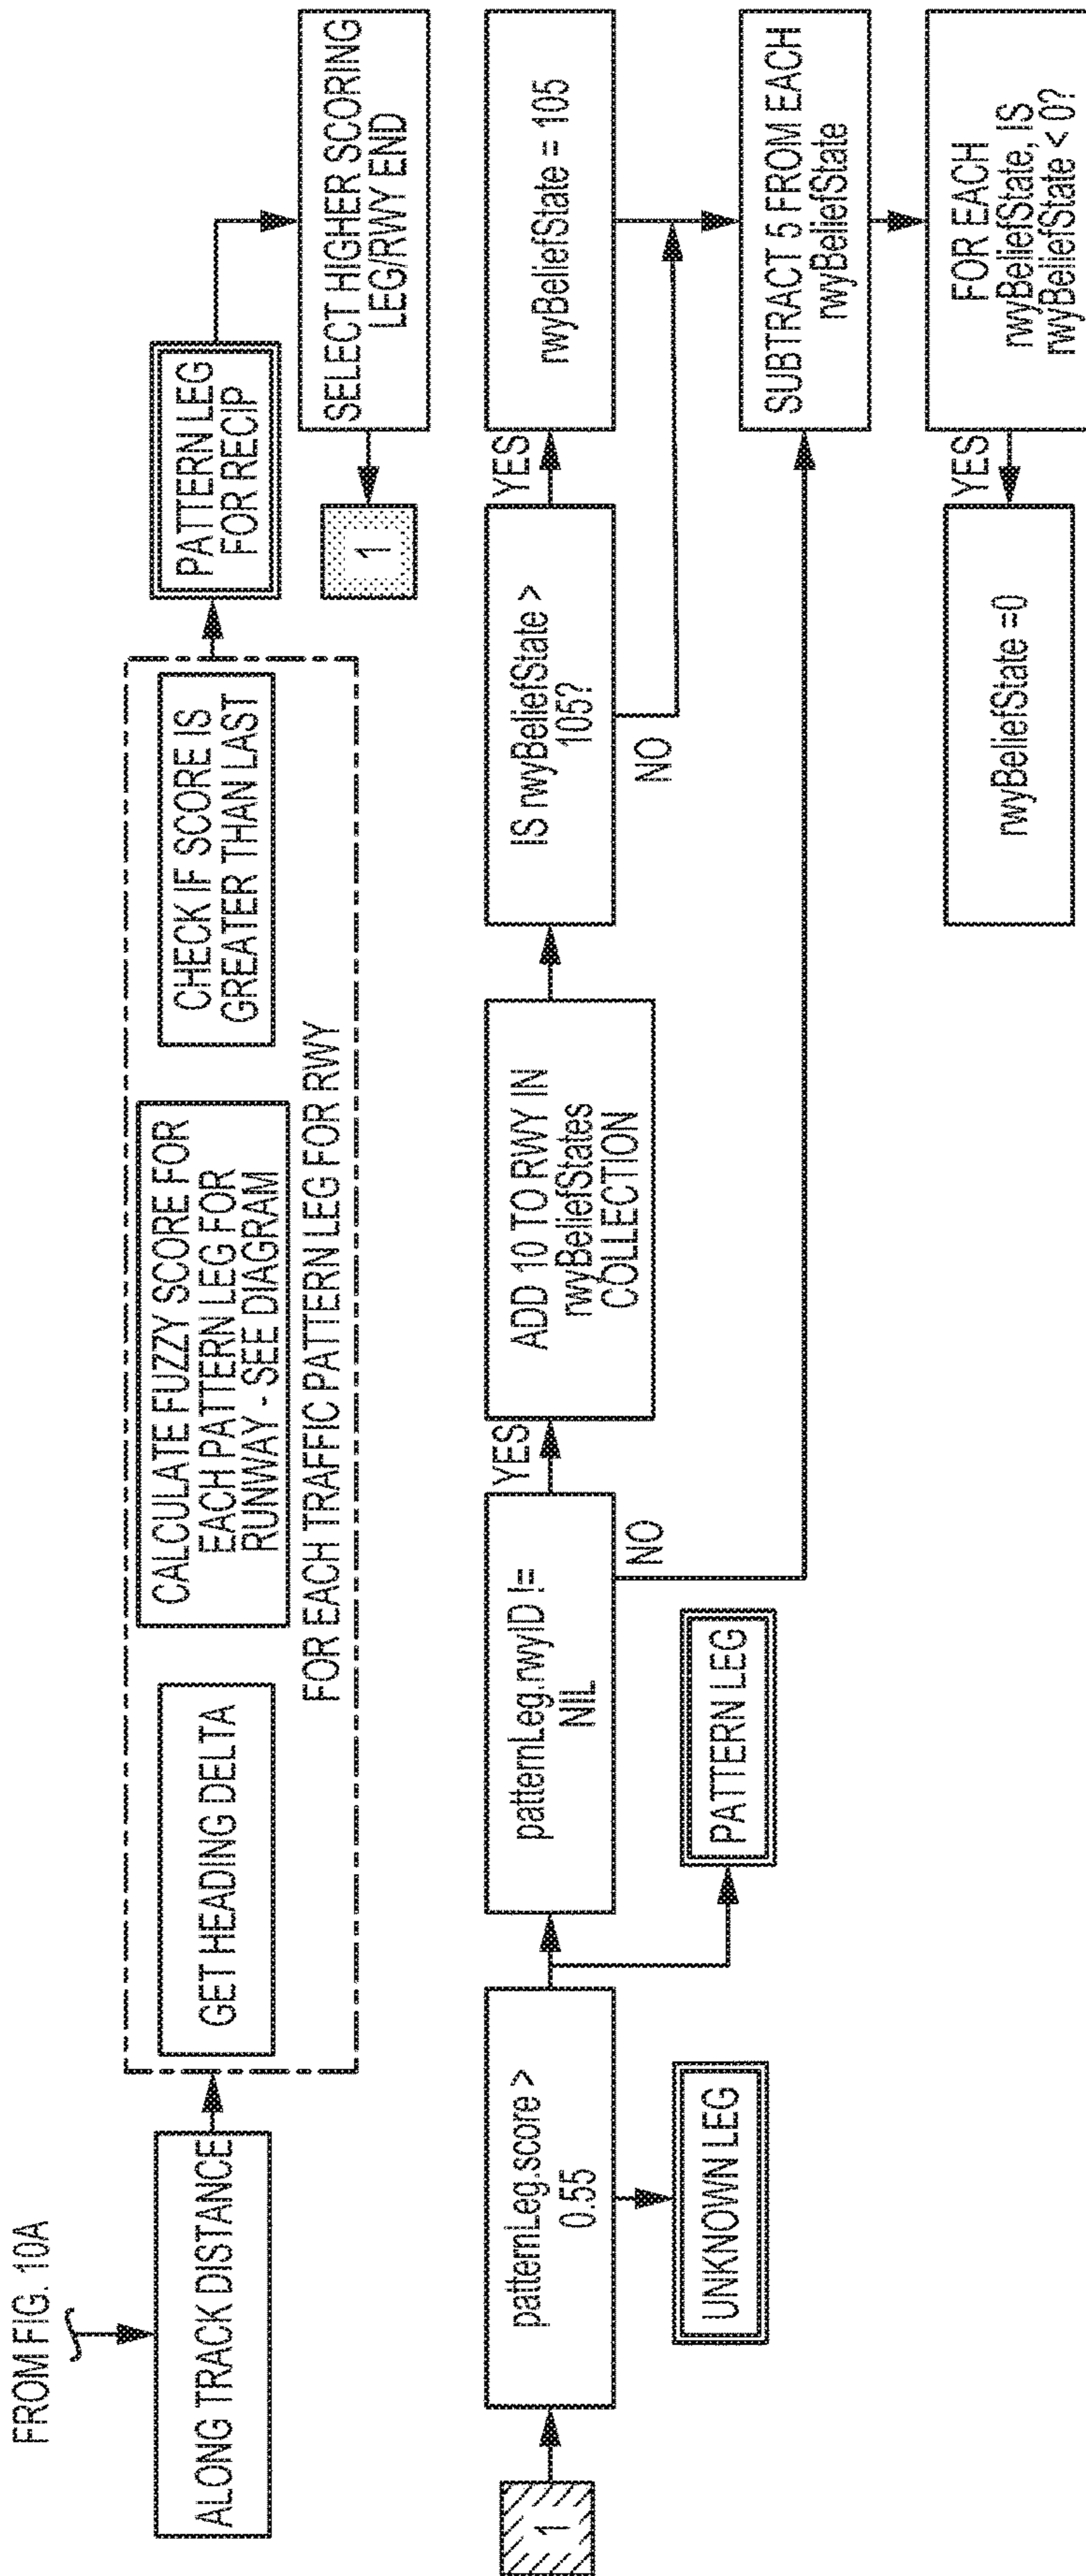 FROM FIG. 10A
ALONG TRACK DISTANCE
GET HEADING DELTA
CALCULATE FUZZY SCORE FOR
EACH PATTERN LEG FOR
RUNWAY - SEE DIAGRAM
CHECK IF SCORE IS
GREATER THAN LAST
FOR EACH TRAFFIC PATTERN LEG FOR RWY
PATTERN LEG
FOR RECIP
SELECT HIGHER SCORING
LEG/RWY END
1
1
patternLeg.score >
0.55
UNKNOWN LEG
PATTERN LEG
patternLeg.rwyID !=
NIL
YES
NO
ADD 10 TO RWY IN
rwyBeliefStates
COLLECTION
IS rwyBeliefState >
105?
YES
NO
rwyBeliefState = 105
SUBTRACT 5 FROM EACH
rwyBeliefState
FOR EACH
rwyBeliefState, IS
rwyBeliefState < 0?
YES
rwyBeliefState =0